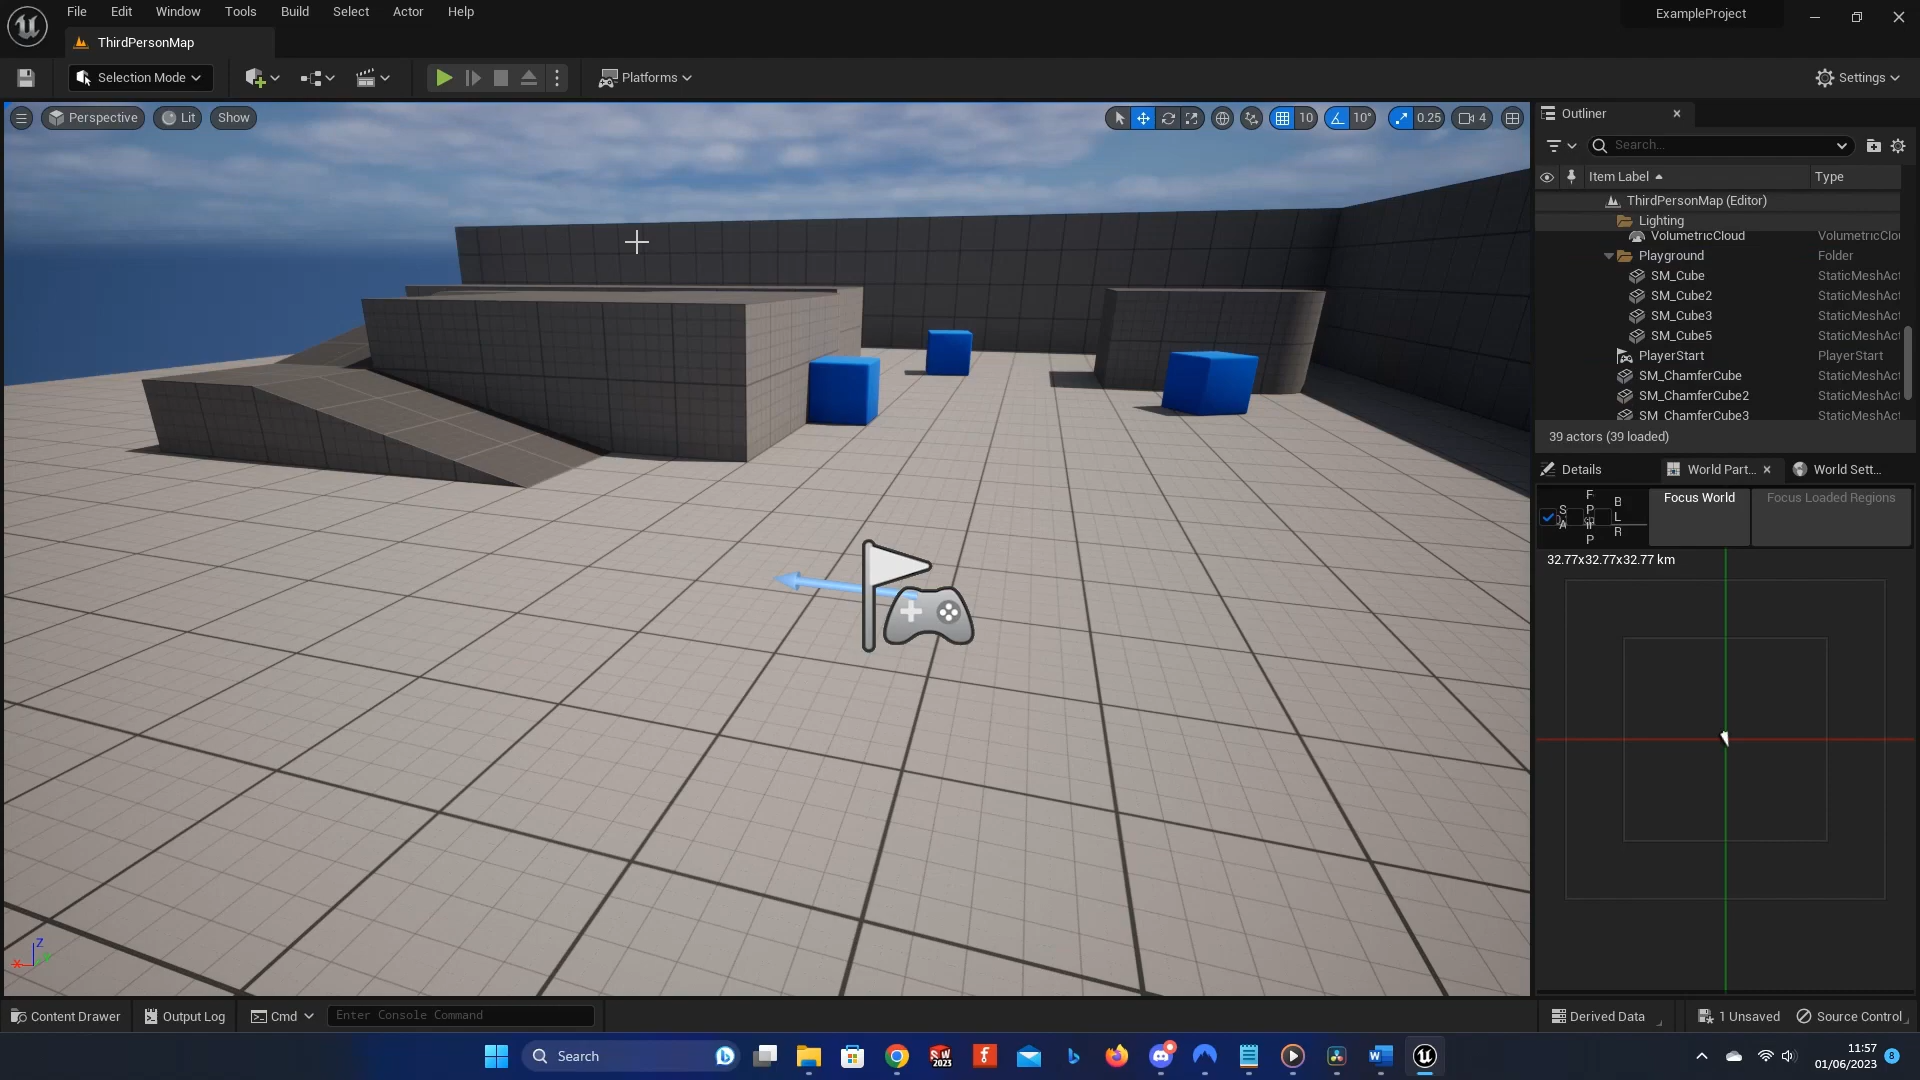 File Edit Window Tools Build Select Actor Help
ExampleProject
ThirdPersonMap
Selection Mode
Platforms
Settings
Perspective Lit Show
10 10° 0.25 4
Outliner
Search...
Item Label Type
ThirdPersonMap (Editor)
Lighting
VolumetricCloud VolumetricClou
Playground Folder
SM_Cube StaticMeshAct
SM_Cube2 StaticMeshAct
SM_Cube3 StaticMeshAct
SM_Cube5 StaticMeshAct
PlayerStart PlayerStart
SM_ChamferCube StaticMeshAct
SM_ChamferCube2 StaticMeshAct
SM_ChamferCube3 StaticMeshAct
39 actors (39 loaded)
Details World Part... World Sett...
Focus World Focus Loaded Regions
32.77x32.77x32.77 km
Z
X
Content Drawer Output Log Cmd Enter Console Command
Derived Data 1 Unsaved Source Control
Search
SW 2023
11:57
01/06/2023 8